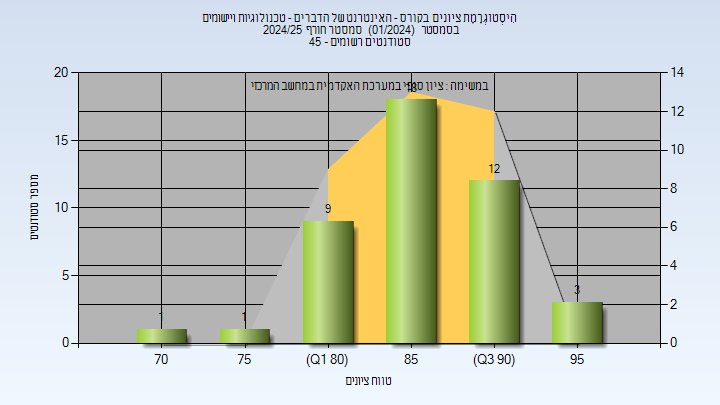 היסטוגרמת ציונים בקורס - האינטרנט של הדברים - טכנולוגיות ויישומים
בסמסטר (01/2024) סמסטר חורף 2024/25
סטודנטים רשומים - 45
במשימה : ציון סופי במערכת האקדמית במחשב המרכזי
מספר סטודנטים
20
15
10
5
0
14
12
10
8
6
4
2
0
1
1
9
18
12
3
70
75
(Q1 80)
85
(Q3 90)
95
טווח ציונים